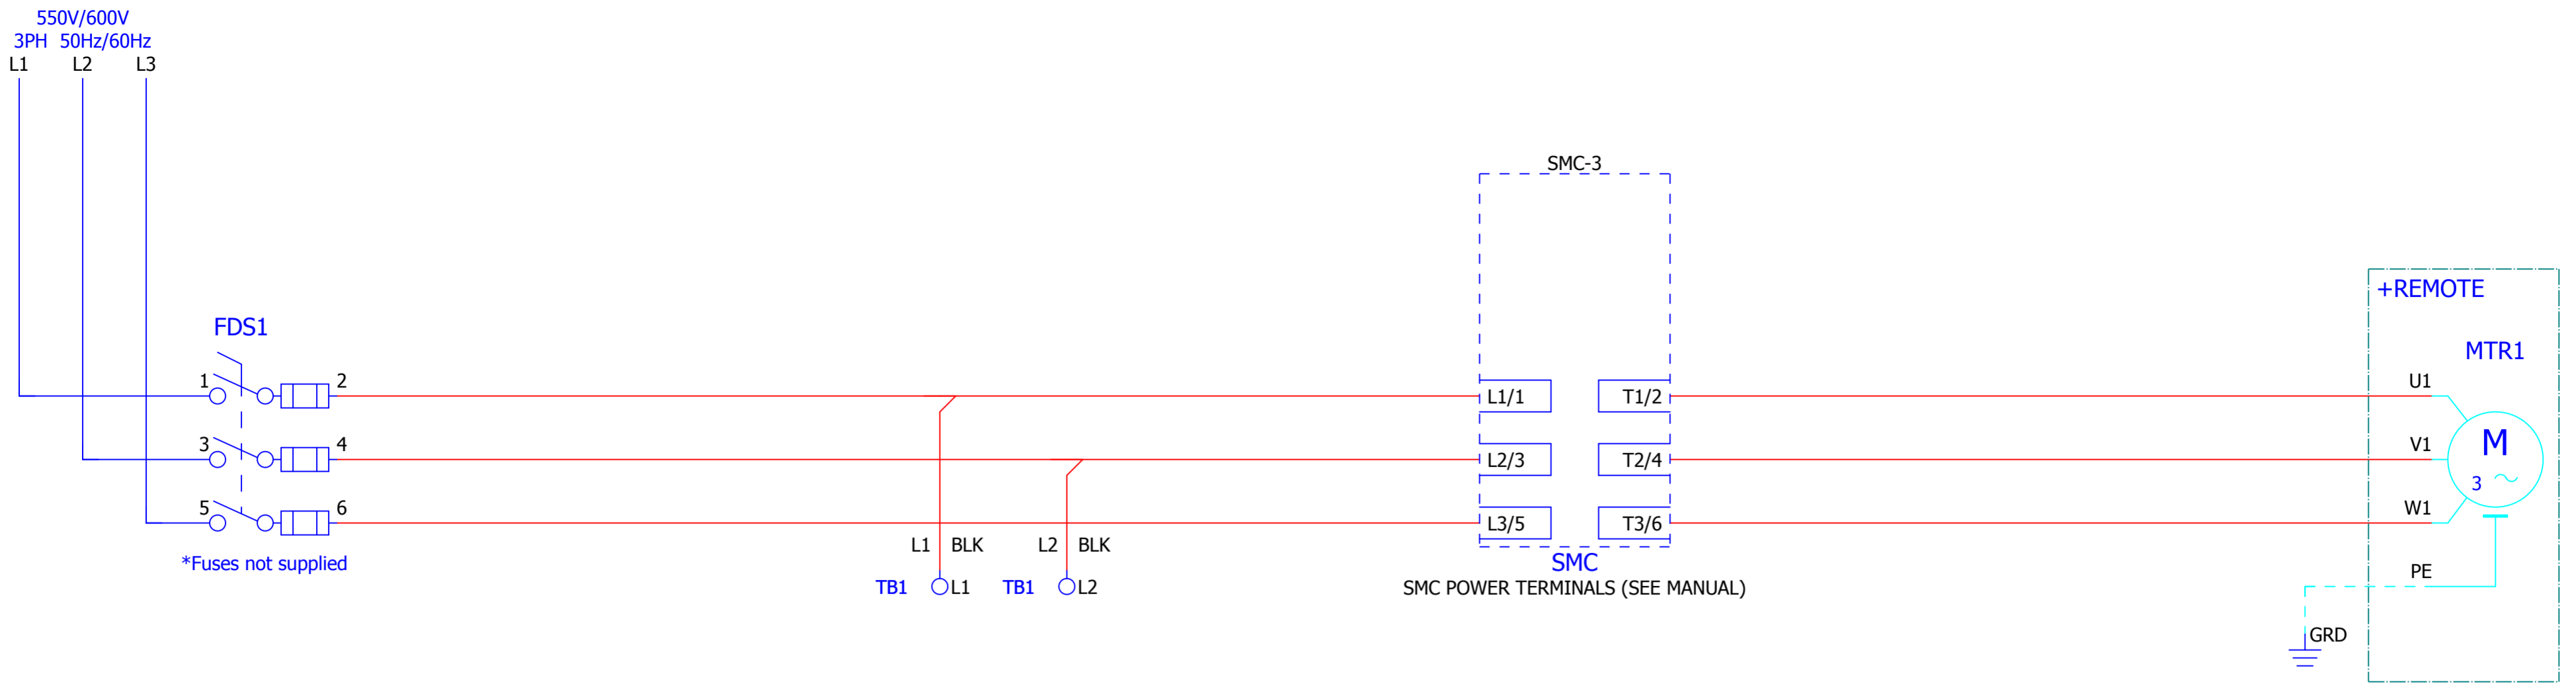 550V/600V
3PH 50Hz/60Hz
L1 L2 L3
SMC-3
+REMOTE
FDS1
MTR1
1 2 L1/1 T1/2 U1
3 4 L2/3 T2/4 V1
M
3 ~
5 6 L3/5 T3/6 W1
L1 BLK L2 BLK
*Fuses not supplied
SMC
PE
TB1 L1 TB1 L2
SMC POWER TERMINALS (SEE MANUAL)
GRD